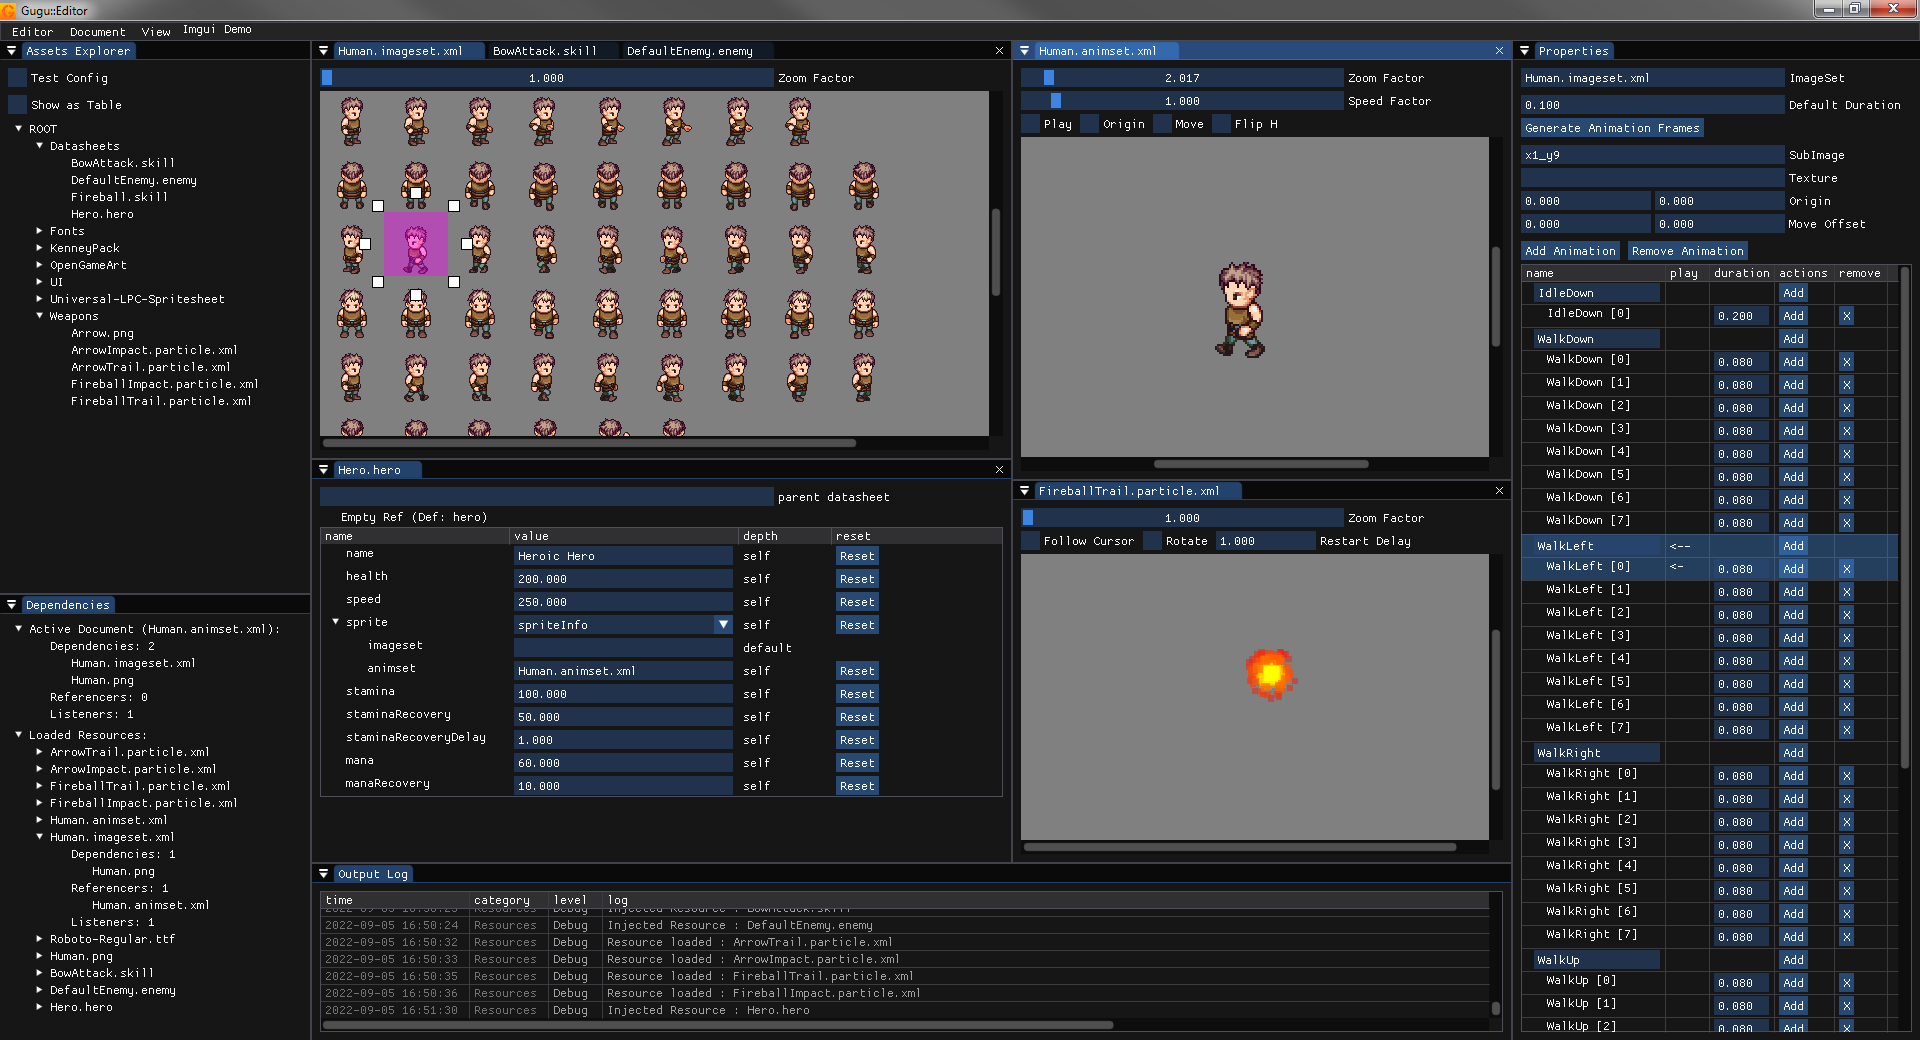 Gugu::Editor
Editor Document View Imgui Demo
Assets Explorer
Test Config
Show as Table
ROOT
Datasheets
BowAttack.skill
DefaultEnemy.enemy
Fireball.skill
Hero.hero
Fonts
KenneyPack
OpenGameArt
UI
Universal-LPC-Spritesheet
Weapons
Arrow.png
ArrowImpact.particle.xml
ArrowTrail.particle.xml
FireballImpact.particle.xml
FireballTrail.particle.xml
Dependencies
Active Document (Human.animset.xml):
Dependencies: 2
Human.imageset.xml
Human.png
Referencers: 0
Listeners: 1
Loaded Resources:
ArrowTrail.particle.xml
ArrowImpact.particle.xml
FireballTrail.particle.xml
FireballImpact.particle.xml
Human.animset.xml
Human.imageset.xml
Dependencies: 1
Human.png
Referencers: 1
Human.animset.xml
Listeners: 1
Roboto-Regular.ttf
Human.png
BowAttack.skill
DefaultEnemy.enemy
Hero.hero
Human.imageset.xml BowAttack.skill DefaultEnemy.enemy
1.000 Zoom Factor
Hero.hero
parent datasheet
Empty Ref (Def: hero)
name value depth reset
name Heroic Hero self Reset
health 200.000 self Reset
speed 250.000 self Reset
sprite spriteInfo self Reset
imageset default
animset Human.animset.xml self Reset
stamina 100.000 self Reset
staminaRecovery 50.000 self Reset
staminaRecoveryDelay 1.000 self Reset
mana 60.000 self Reset
manaRecovery 10.000 self Reset
Human.animset.xml
2.017 Zoom Factor
1.000 Speed Factor
Play Origin Move Flip H
FireballTrail.particle.xml
1.000 Zoom Factor
Follow Cursor Rotate 1.000 Restart Delay
Output Log
time category level log
2022-09-05 16:50:23 Resources Debug Injected Resource : BowAttack.skill
2022-09-05 16:50:24 Resources Debug Injected Resource : DefaultEnemy.enemy
2022-09-05 16:50:32 Resources Debug Resource loaded : ArrowTrail.particle.xml
2022-09-05 16:50:33 Resources Debug Resource loaded : ArrowImpact.particle.xml
2022-09-05 16:50:35 Resources Debug Resource loaded : FireballTrail.particle.xml
2022-09-05 16:50:36 Resources Debug Resource loaded : FireballImpact.particle.xml
2022-09-05 16:51:30 Resources Debug Injected Resource : Hero.hero
Properties
Human.imageset.xml ImageSet
0.100 Default Duration
Generate Animation Frames
x1_y9 SubImage
Texture
0.000 0.000 Origin
0.000 0.000 Move Offset
Add Animation Remove Animation
name play duration actions remove
IdleDown Add
IdleDown [0] 0.200 Add X
WalkDown Add
WalkDown [0] 0.080 Add X
WalkDown [1] 0.080 Add X
WalkDown [2] 0.080 Add X
WalkDown [3] 0.080 Add X
WalkDown [4] 0.080 Add X
WalkDown [5] 0.080 Add X
WalkDown [6] 0.080 Add X
WalkDown [7] 0.080 Add X
WalkLeft <-- Add
WalkLeft [0] <- 0.080 Add X
WalkLeft [1] 0.080 Add X
WalkLeft [2] 0.080 Add X
WalkLeft [3] 0.080 Add X
WalkLeft [4] 0.080 Add X
WalkLeft [5] 0.080 Add X
WalkLeft [6] 0.080 Add X
WalkLeft [7] 0.080 Add X
WalkRight Add
WalkRight [0] 0.080 Add X
WalkRight [1] 0.080 Add X
WalkRight [2] 0.080 Add X
WalkRight [3] 0.080 Add X
WalkRight [4] 0.080 Add X
WalkRight [5] 0.080 Add X
WalkRight [6] 0.080 Add X
WalkRight [7] 0.080 Add X
WalkUp Add
WalkUp [0] 0.080 Add X
WalkUp [1] 0.080 Add X
WalkUp [2] 0.080 Add X